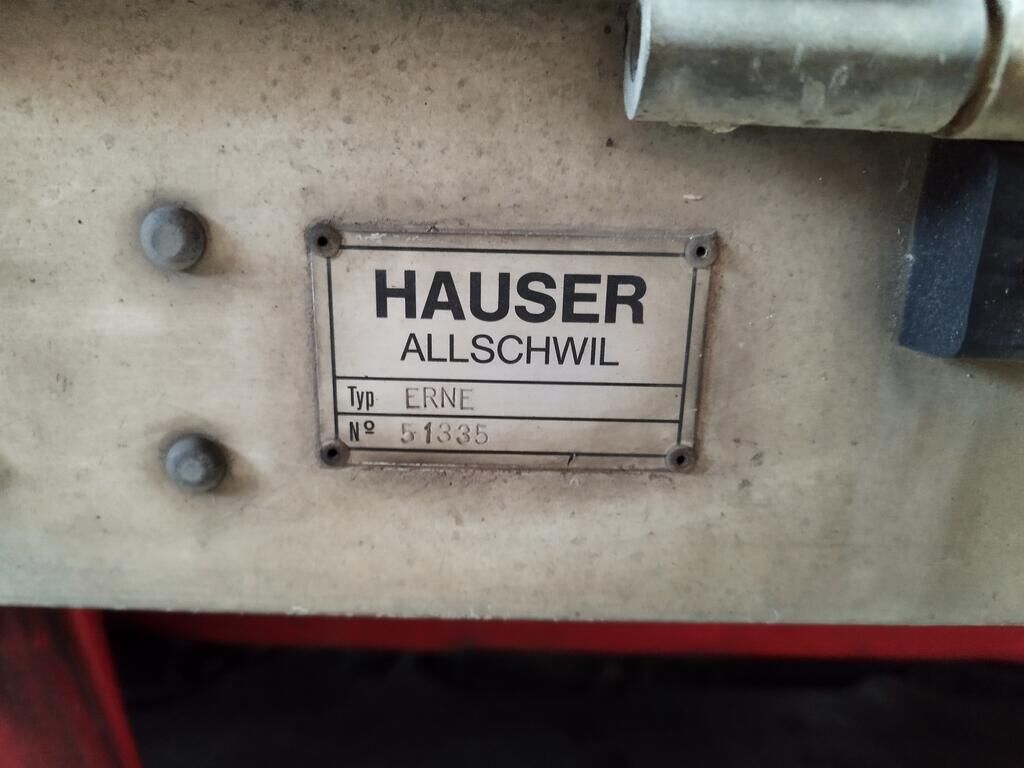 HAUSER
ALLSCHWIL
Typ ERNE
Nº 51335